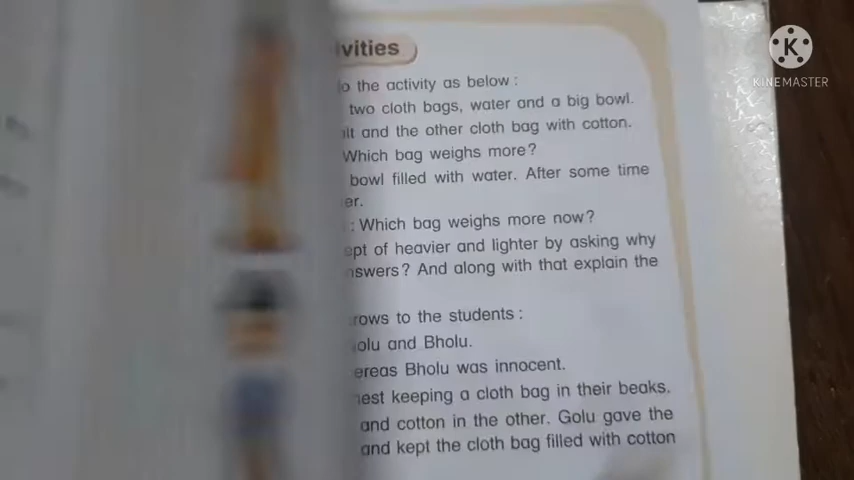 vities
do the activity as below :
two cloth bags, water and a big bowl.
alt and the other cloth bag with cotton.
Which bag weighs more?
bowl filled with water. After some time
er.
: Which bag weighs more now?
ept of heavier and lighter by asking why
nswers? And along with that explain the
rows to the students :
olu and Bholu.
ereas Bholu was innocent.
nest keeping a cloth bag in their beaks.
and cotton in the other. Golu gave the
and kept the cloth bag filled with cotton
K
KINEMASTER